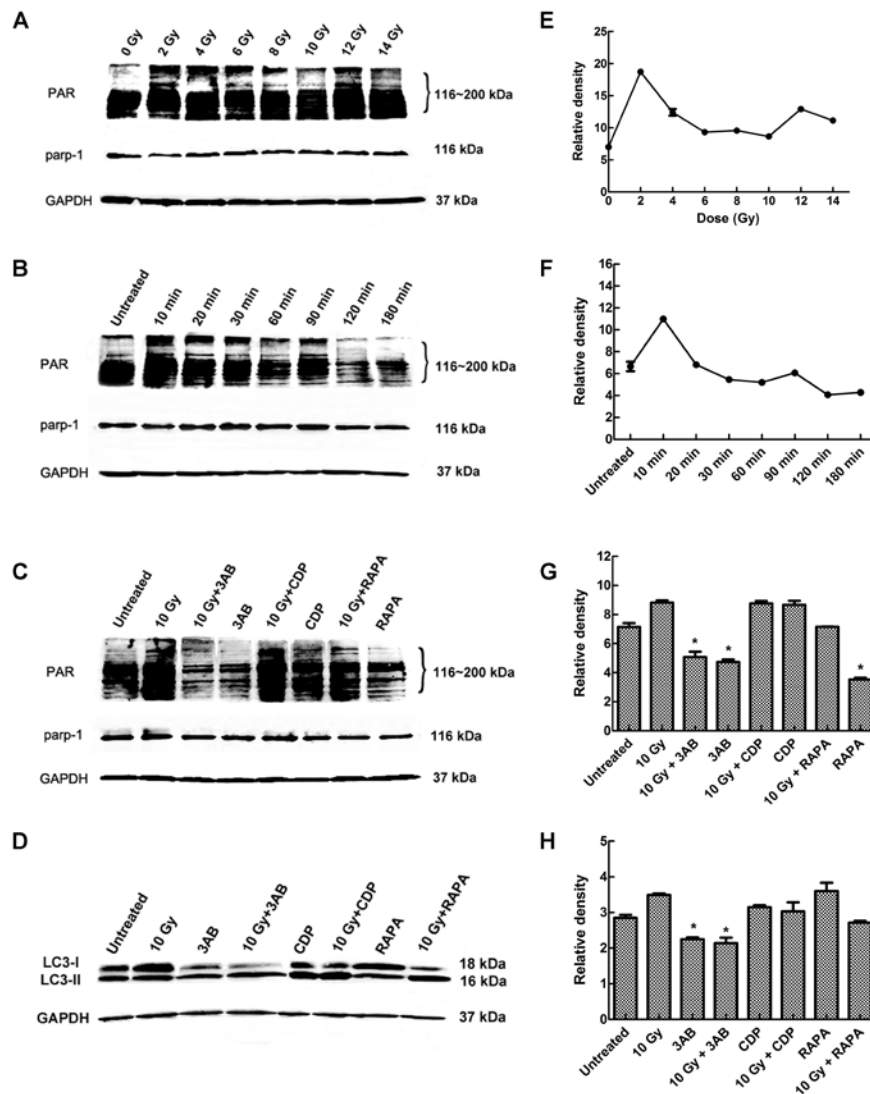 A
0 Gy 2 Gy 4 Gy 6 Gy 8 Gy 10 Gy 12 Gy 14 Gy
PAR 116~200 kDa
parp-1 116 kDa
GAPDH 37 kDa
E
Relative density
25
20
15
10
5
0
0 2 4 6 8 10 12 14
Dose (Gy)
B
Untreated 10 min 20 min 30 min 60 min 90 min 120 min 180 min
PAR 116~200 kDa
parp-1 116 kDa
GAPDH 37 kDa
F
Relative density
16
14
12
10
8
6
4
2
0
Untreated 10 min 20 min 30 min 60 min 90 min 120 min 180 min
C
Untreated 10 Gy 10 Gy+3AB 3AB 10 Gy+CDP CDP 10 Gy+RAPA RAPA
PAR 116~200 kDa
parp-1 116 kDa
GAPDH 37 kDa
G
Relative density
12
10
8
6
4
2
0
* * *
Untreated 10 Gy 10 Gy + 3AB 3AB 10 Gy + CDP CDP 10 Gy + RAPA RAPA
D
Untreated 10 Gy 3AB 10 Gy+3AB CDP 10 Gy+CDP RAPA 10 Gy+RAPA
LC3-I 18 kDa
LC3-II 16 kDa
GAPDH 37 kDa
H
Relative density
5
4
3
2
1
0
* *
Untreated 10 Gy 3AB 10 Gy + 3AB CDP 10 Gy + CDP RAPA 10 Gy + RAPA